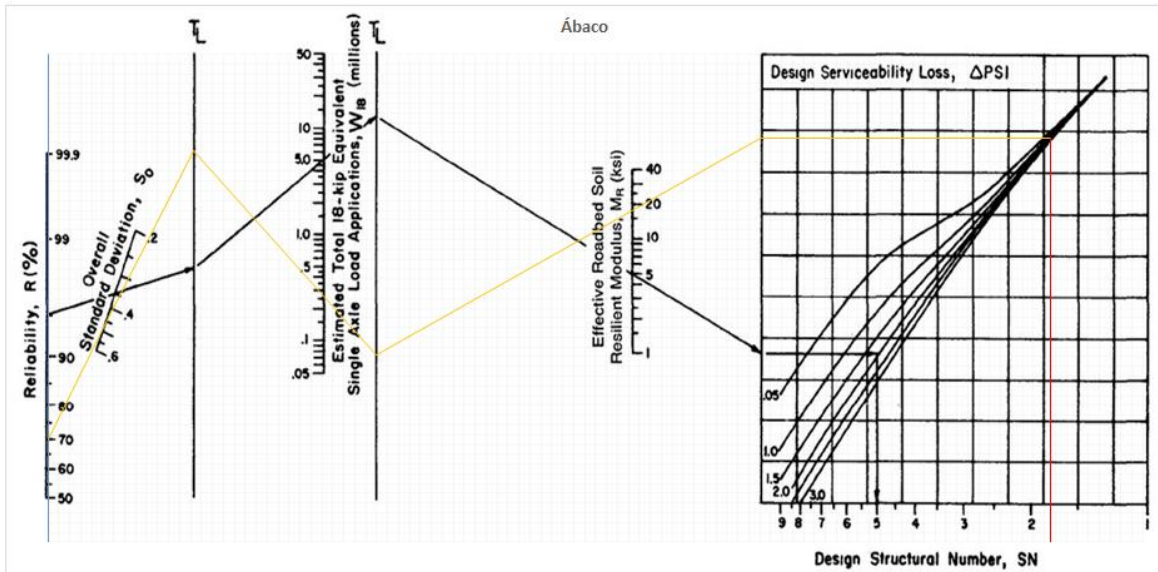 Ábaco
TL
TL
Reliability, R (%)
99.9
99
90
80
70
60
50
Overall
Standard Deviation, So
.2
.4
.6
Estimated Total 18-kip Equivalent
Single Axle Load Applications, W18 (millions)
50
10
5.0
1.0
.5
.1
.05
Effective Roadbed Soil
Resilient Modulus, MR (ksi)
40
20
10
5
1
Design Serviceability Loss, ΔPSI
.05
1.0
1.5
2.0
3.0
9 8 7 6 5 4 3 2 1
Design Structural Number, SN